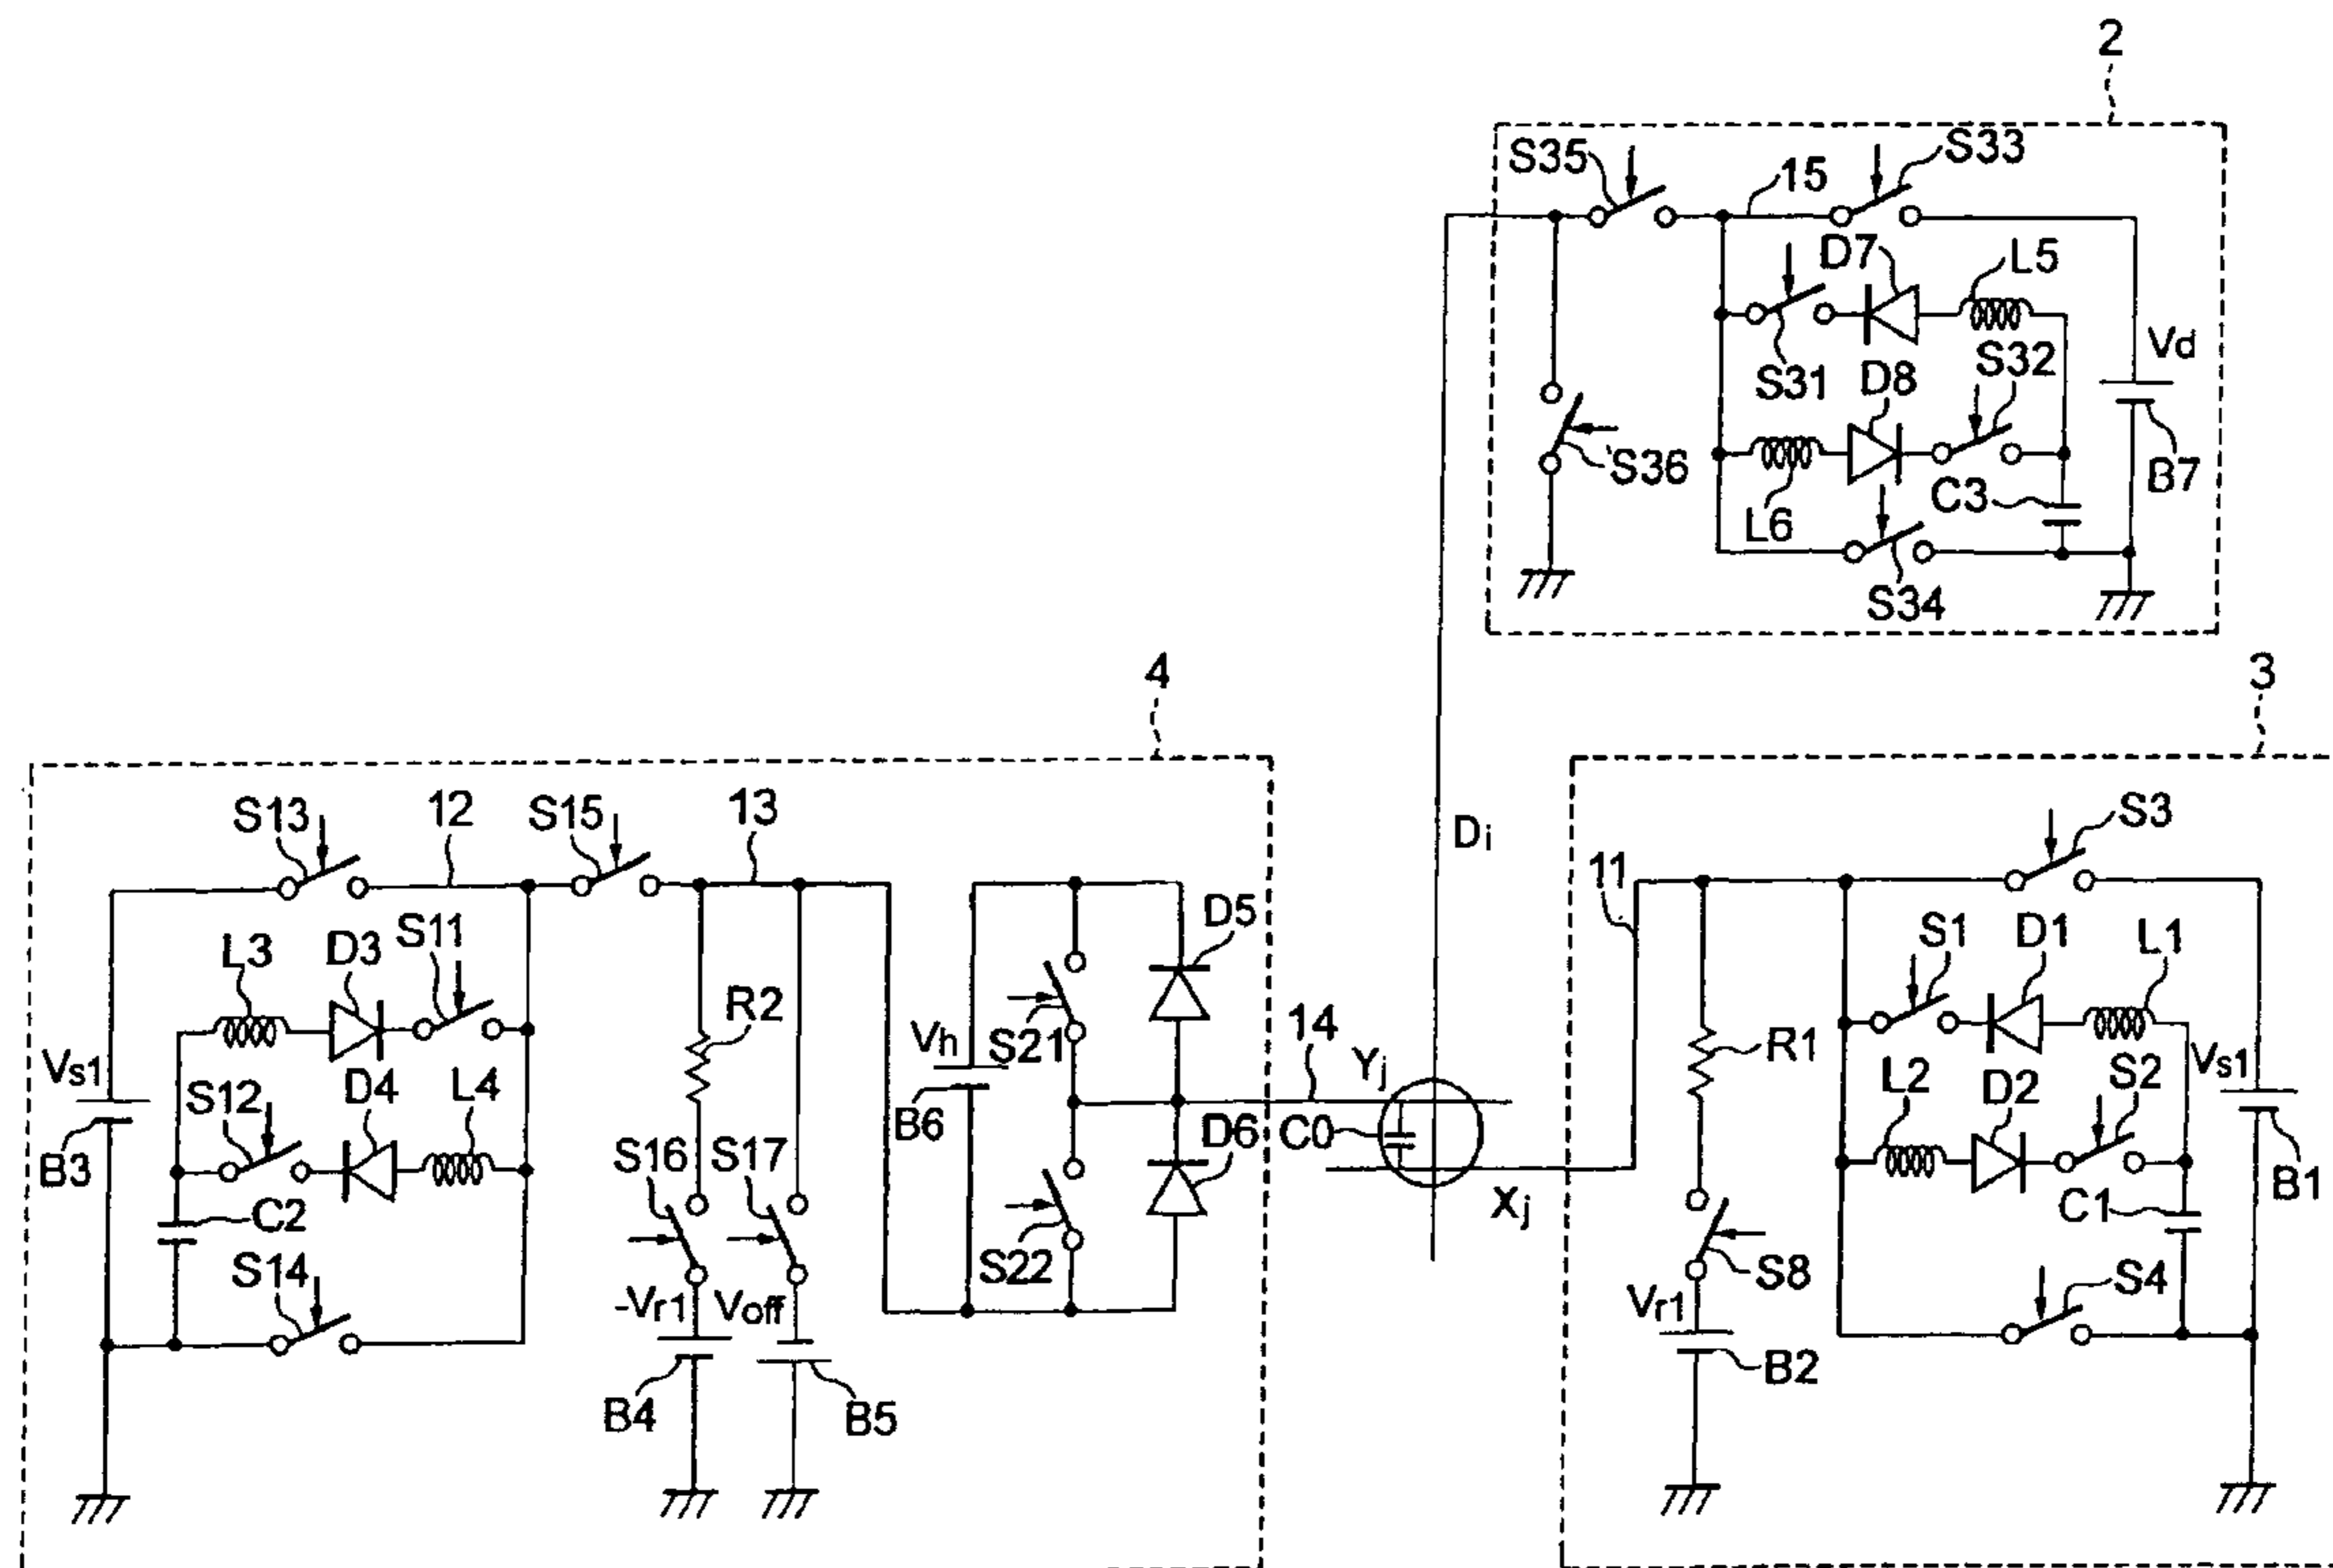 2
S35
15
S33
D7
L5
S31
D8
S32
Vd
S36
L6
C3
B7
S34
4
3
S13
12
S15
13
Di
11
S3
L3
D3
S11
R2
D5
S1
D1
L1
Vs1
S12
D4
L4
Vh
S21
14
Yj
R1
L2
D2
S2
Vs1
B3
S16
S17
B6
D6
C0
Xj
C1
B1
C2
S14
-Vr1
Voff
S22
Vr1
S8
S4
B4
B5
B2